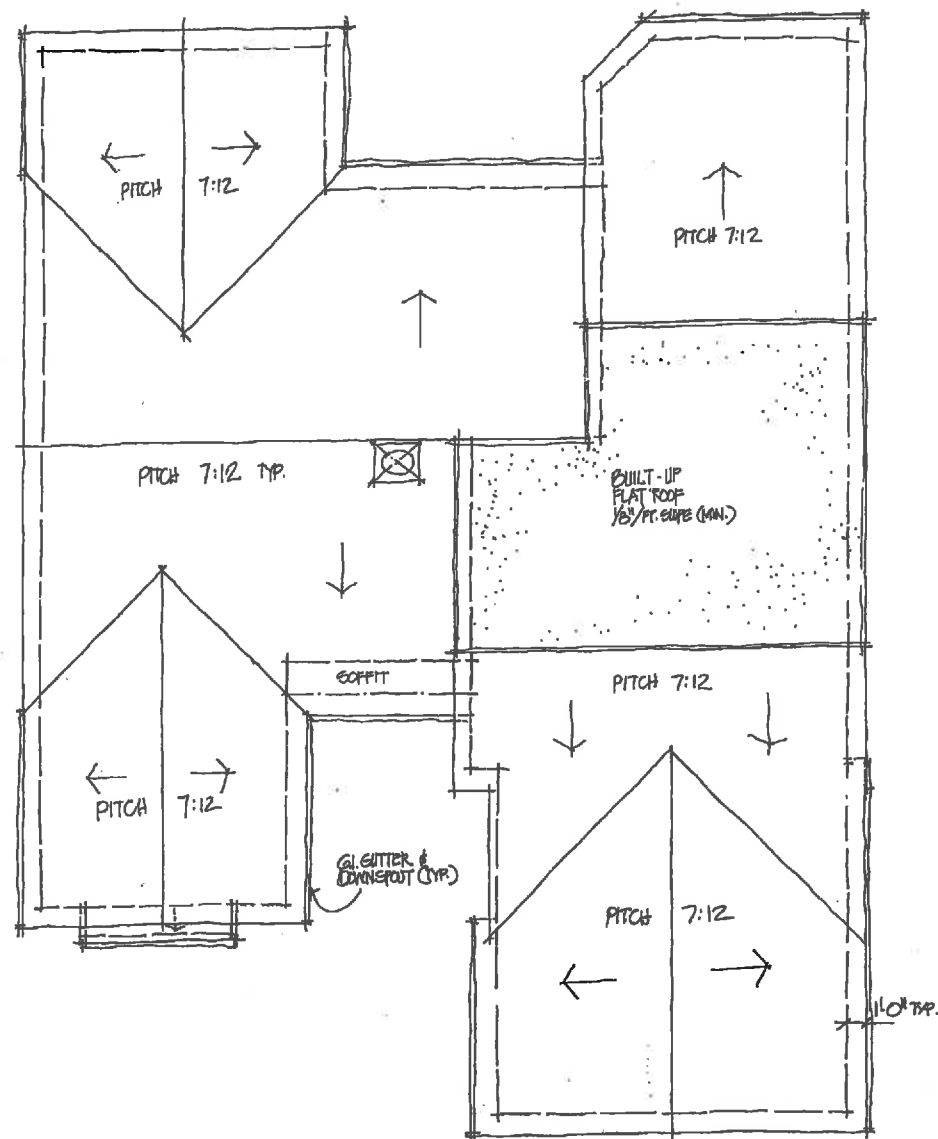 PITCH 7:12
PITCH 7:12
PITCH 7:12 TYP.
BUILT-UP
FLAT ROOF
1/8"/FT. SLOPE (MIN.)
SOFFIT
PITCH 7:12
PITCH 7:12
G.I. GUTTER &
DOWNSPOUT (TYP.)
PITCH 7:12
1'0" TYP.